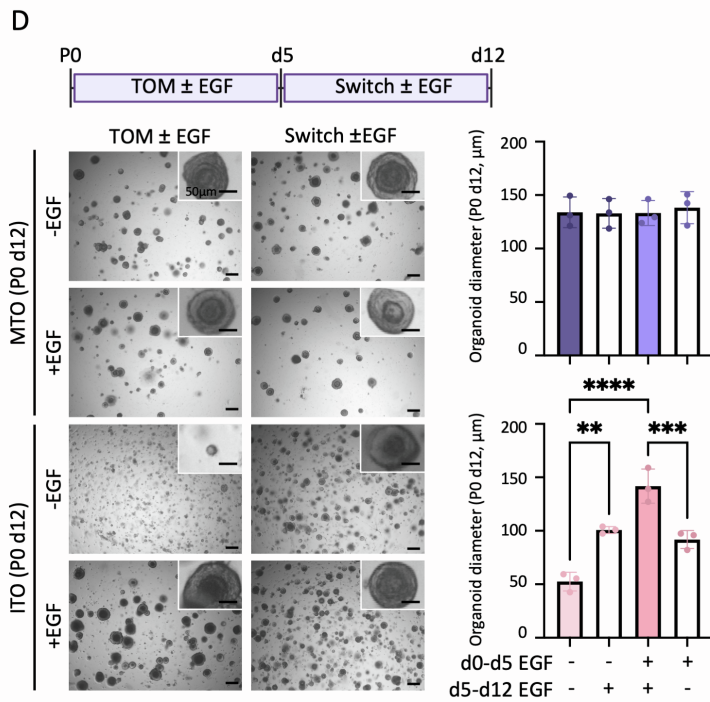 D
P0 d5 d12
TOM ± EGF Switch ± EGF
TOM ± EGF Switch ±EGF
MTO (P0 d12)
-EGF
50µm
+EGF
ITO (P0 d12)
-EGF
+EGF
Organoid diameter (P0 d12, µm)
200
150
100
50
0
Organoid diameter (P0 d12, µm)
200
150
100
50
0
****
** ***
d0-d5 EGF - - + +
d5-d12 EGF - + + -